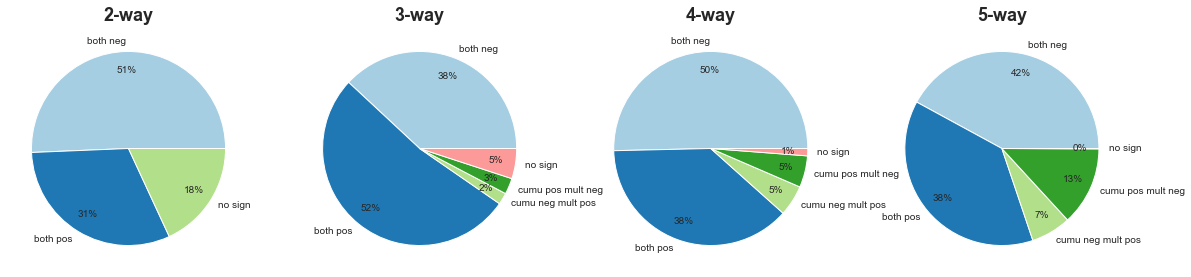 2-way
both neg
51%
18%
no sign
31%
both pos
3-way
both neg
38%
5%
no sign
3%
cumu pos mult neg
2%
cumu neg mult pos
52%
both pos
4-way
both neg
50%
1%
no sign
5%
cumu pos mult neg
5%
cumu neg mult pos
38%
both pos
5-way
both neg
42%
0%
no sign
13%
cumu pos mult neg
38%
both pos
7%
cumu neg mult pos